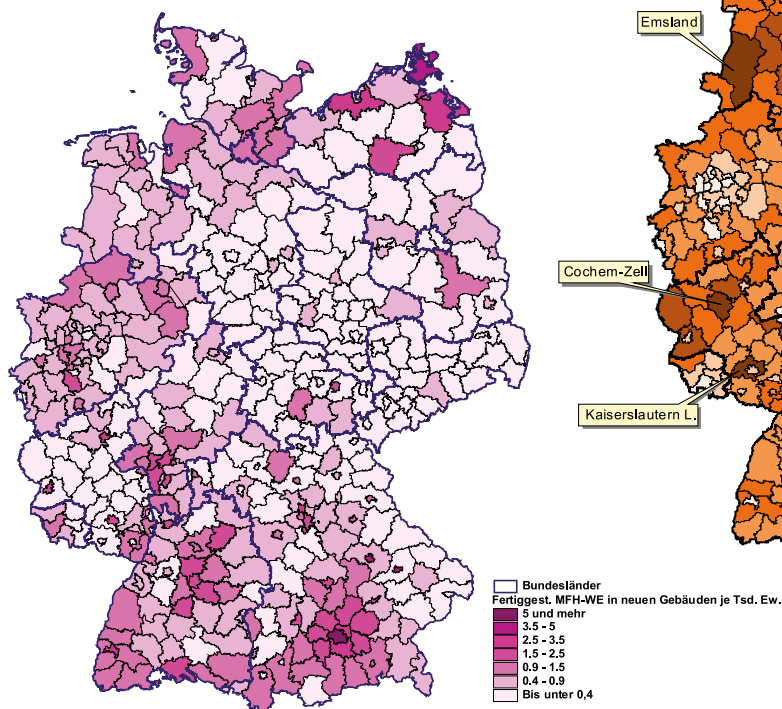 Emsland
Cochem-Zell
Kaiserslautern L.
Bundesländer
Fertiggest. MFH-WE in neuen Gebäuden je Tsd. Ew.
5 und mehr
3.5 - 5
2.5 - 3.5
1.5 - 2.5
0.9 - 1.5
0.4 - 0.9
Bis unter 0,4